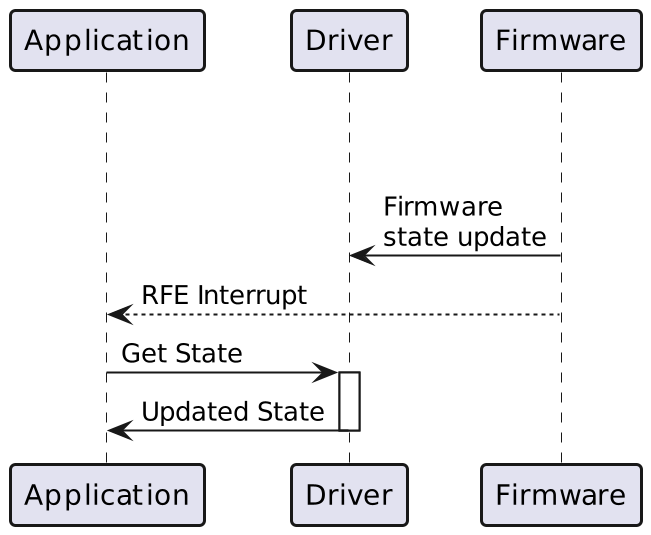 Application
Driver
Firmware
Firmware
state update
RFE Interrupt
Get State
Updated State
Application
Driver
Firmware